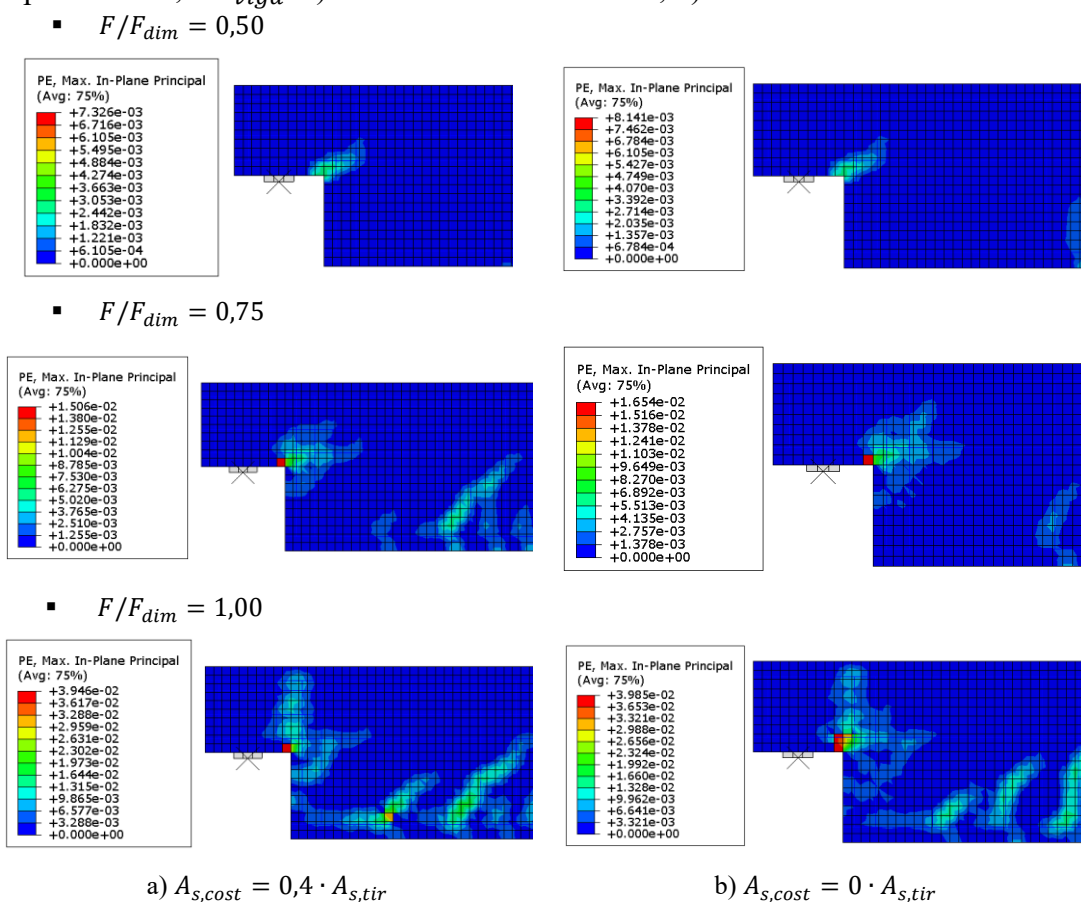 ▪ F/F_dim = 0,50
PE, Max. In-Plane Principal
(Avg: 75%)
+7.326e-03
+6.716e-03
+6.105e-03
+5.495e-03
+4.884e-03
+4.274e-03
+3.663e-03
+3.053e-03
+2.442e-03
+1.832e-03
+1.221e-03
+6.105e-04
+0.000e+00
PE, Max. In-Plane Principal
(Avg: 75%)
+8.141e-03
+7.462e-03
+6.784e-03
+6.105e-03
+5.427e-03
+4.749e-03
+4.070e-03
+3.392e-03
+2.714e-03
+2.035e-03
+1.357e-03
+6.784e-04
+0.000e+00
▪ F/F_dim = 0,75
PE, Max. In-Plane Principal
(Avg: 75%)
+1.506e-02
+1.380e-02
+1.255e-02
+1.129e-02
+1.004e-02
+8.785e-03
+7.530e-03
+6.275e-03
+5.020e-03
+3.765e-03
+2.510e-03
+1.255e-03
+0.000e+00
PE, Max. In-Plane Principal
(Avg: 75%)
+1.654e-02
+1.516e-02
+1.378e-02
+1.241e-02
+1.103e-02
+9.649e-03
+8.270e-03
+6.892e-03
+5.513e-03
+4.135e-03
+2.757e-03
+1.378e-03
+0.000e+00
▪ F/F_dim = 1,00
PE, Max. In-Plane Principal
(Avg: 75%)
+3.946e-02
+3.617e-02
+3.288e-02
+2.959e-02
+2.631e-02
+2.302e-02
+1.973e-02
+1.644e-02
+1.315e-02
+9.865e-03
+6.577e-03
+3.288e-03
+0.000e+00
PE, Max. In-Plane Principal
(Avg: 75%)
+3.985e-02
+3.653e-02
+3.321e-02
+2.988e-02
+2.656e-02
+2.324e-02
+1.992e-02
+1.660e-02
+1.328e-02
+9.962e-03
+6.641e-03
+3.321e-03
+0.000e+00
a) A_s,cost = 0,4 · A_s,tir
b) A_s,cost = 0 · A_s,tir